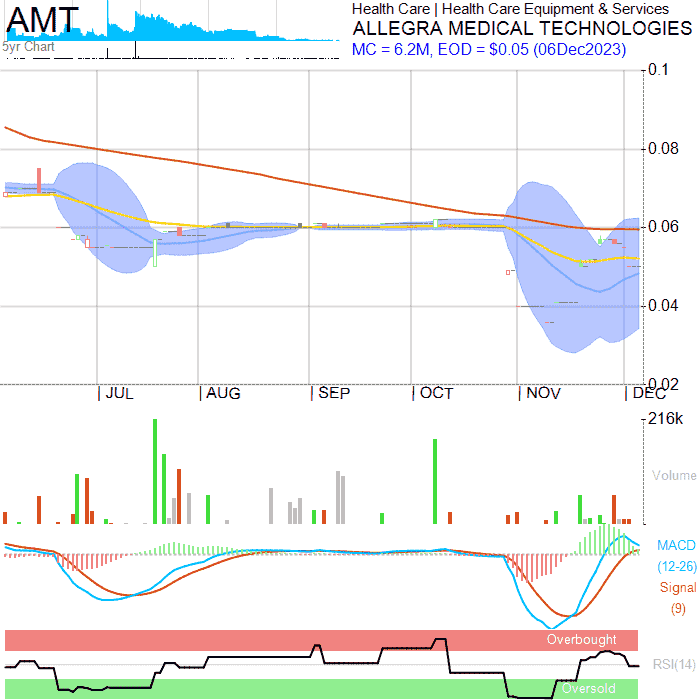 AMT
5yr Chart
Health Care | Health Care Equipment & Services
ALLEGRA MEDICAL TECHNOLOGIES
MC = 6.2M, EOD = $0.05 (06Dec2023)
0.1
0.08
0.06
0.04
0.02
JUL AUG SEP OCT NOV DEC
216k
Volume
MACD
(12-26)
Signal
(9)
Overbought
RSI(14)
Oversold